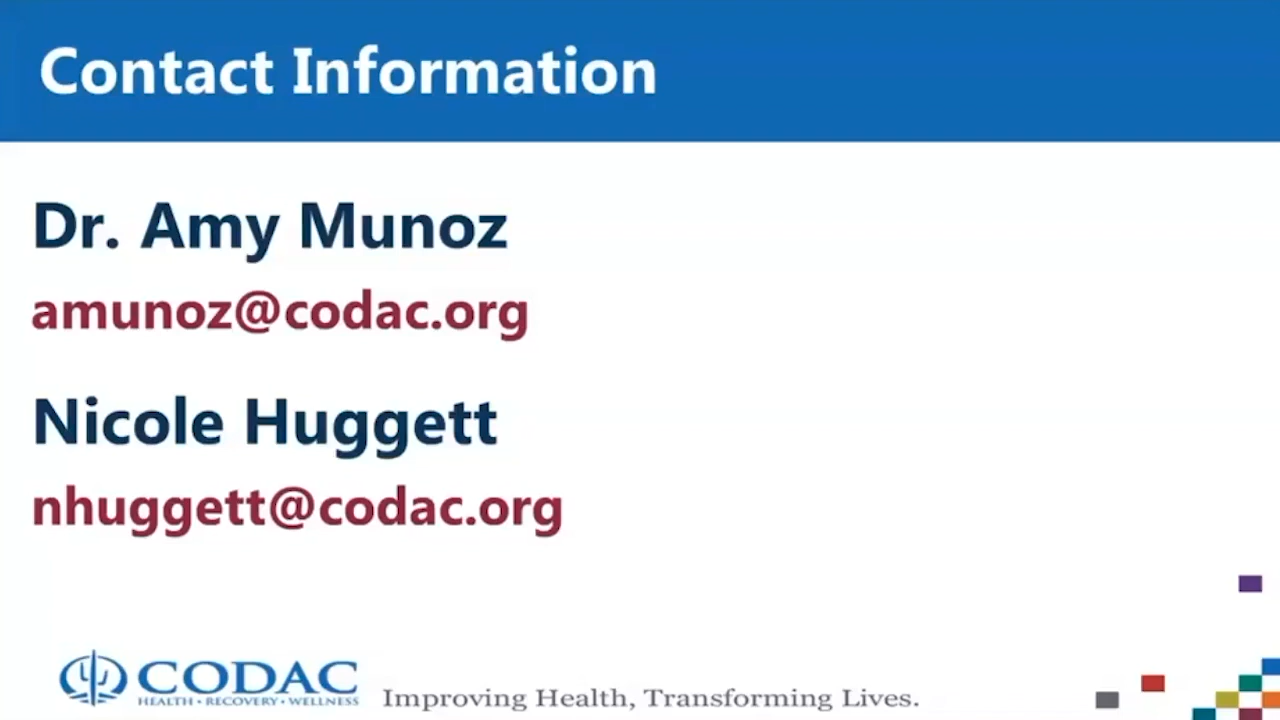 Contact Information
Dr. Amy Munoz
amunoz@codac.org
Nicole Huggett
nhuggett@codac.org
CODAC
HEALTH • RECOVERY • WELLNESS
Improving Health, Transforming Lives.